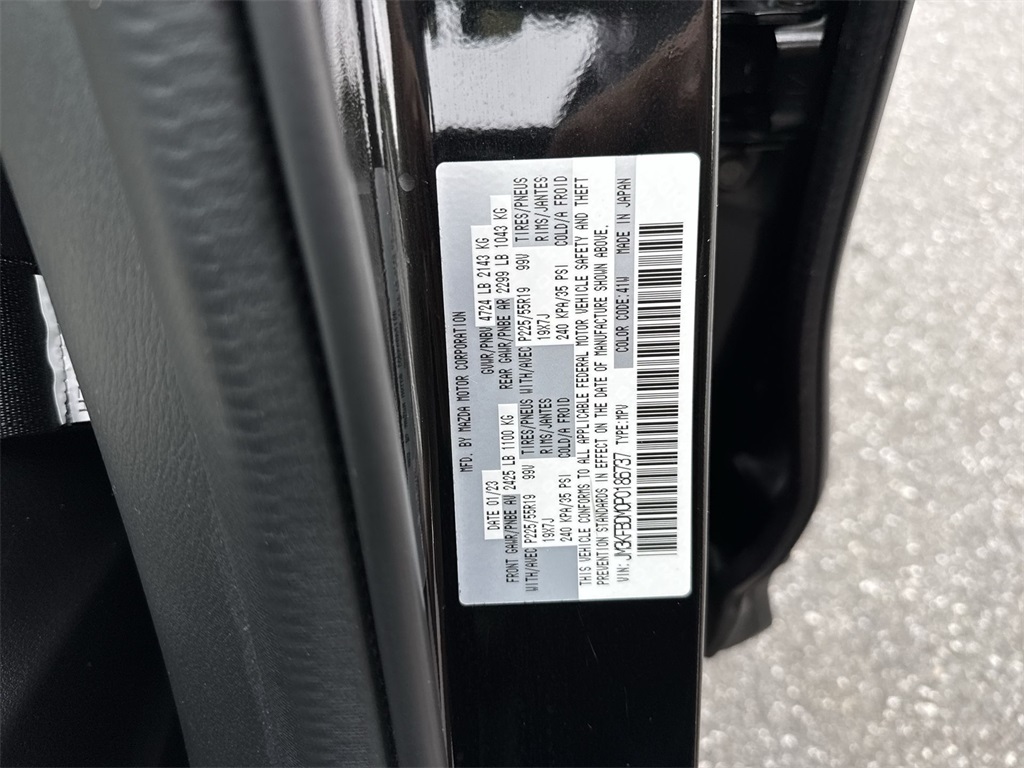 MFD. BY MAZDA MOTOR CORPORATION
DATE 01/23 GVWR/PNBV 4724 LB 2143 KG
FRONT GAWR/PNBE AV 2425 LB 1100 KG REAR GAWR/PNBE AR 2299 LB 1043 KG
WITH/AVEC P225/55R19 99V TIRES/PNEUS WITH/AVEC P225/55R19 99V TIRES/PNEUS
19X7J RIMS/JANTES 19X7J RIMS/JANTES
240 KPA/35 PSI COLD/A FROID 240 KPA/35 PSI COLD/A FROID
THIS VEHICLE CONFORMS TO ALL APPLICABLE FEDERAL MOTOR VEHICLE SAFETY AND THEFT
PREVENTION STANDARDS IN EFFECT ON THE DATE OF MANUFACTURE SHOWN ABOVE.
VIN:JM3KFBDM0P0186737 TYPE:MPV COLOR CODE:41W MADE IN JAPAN